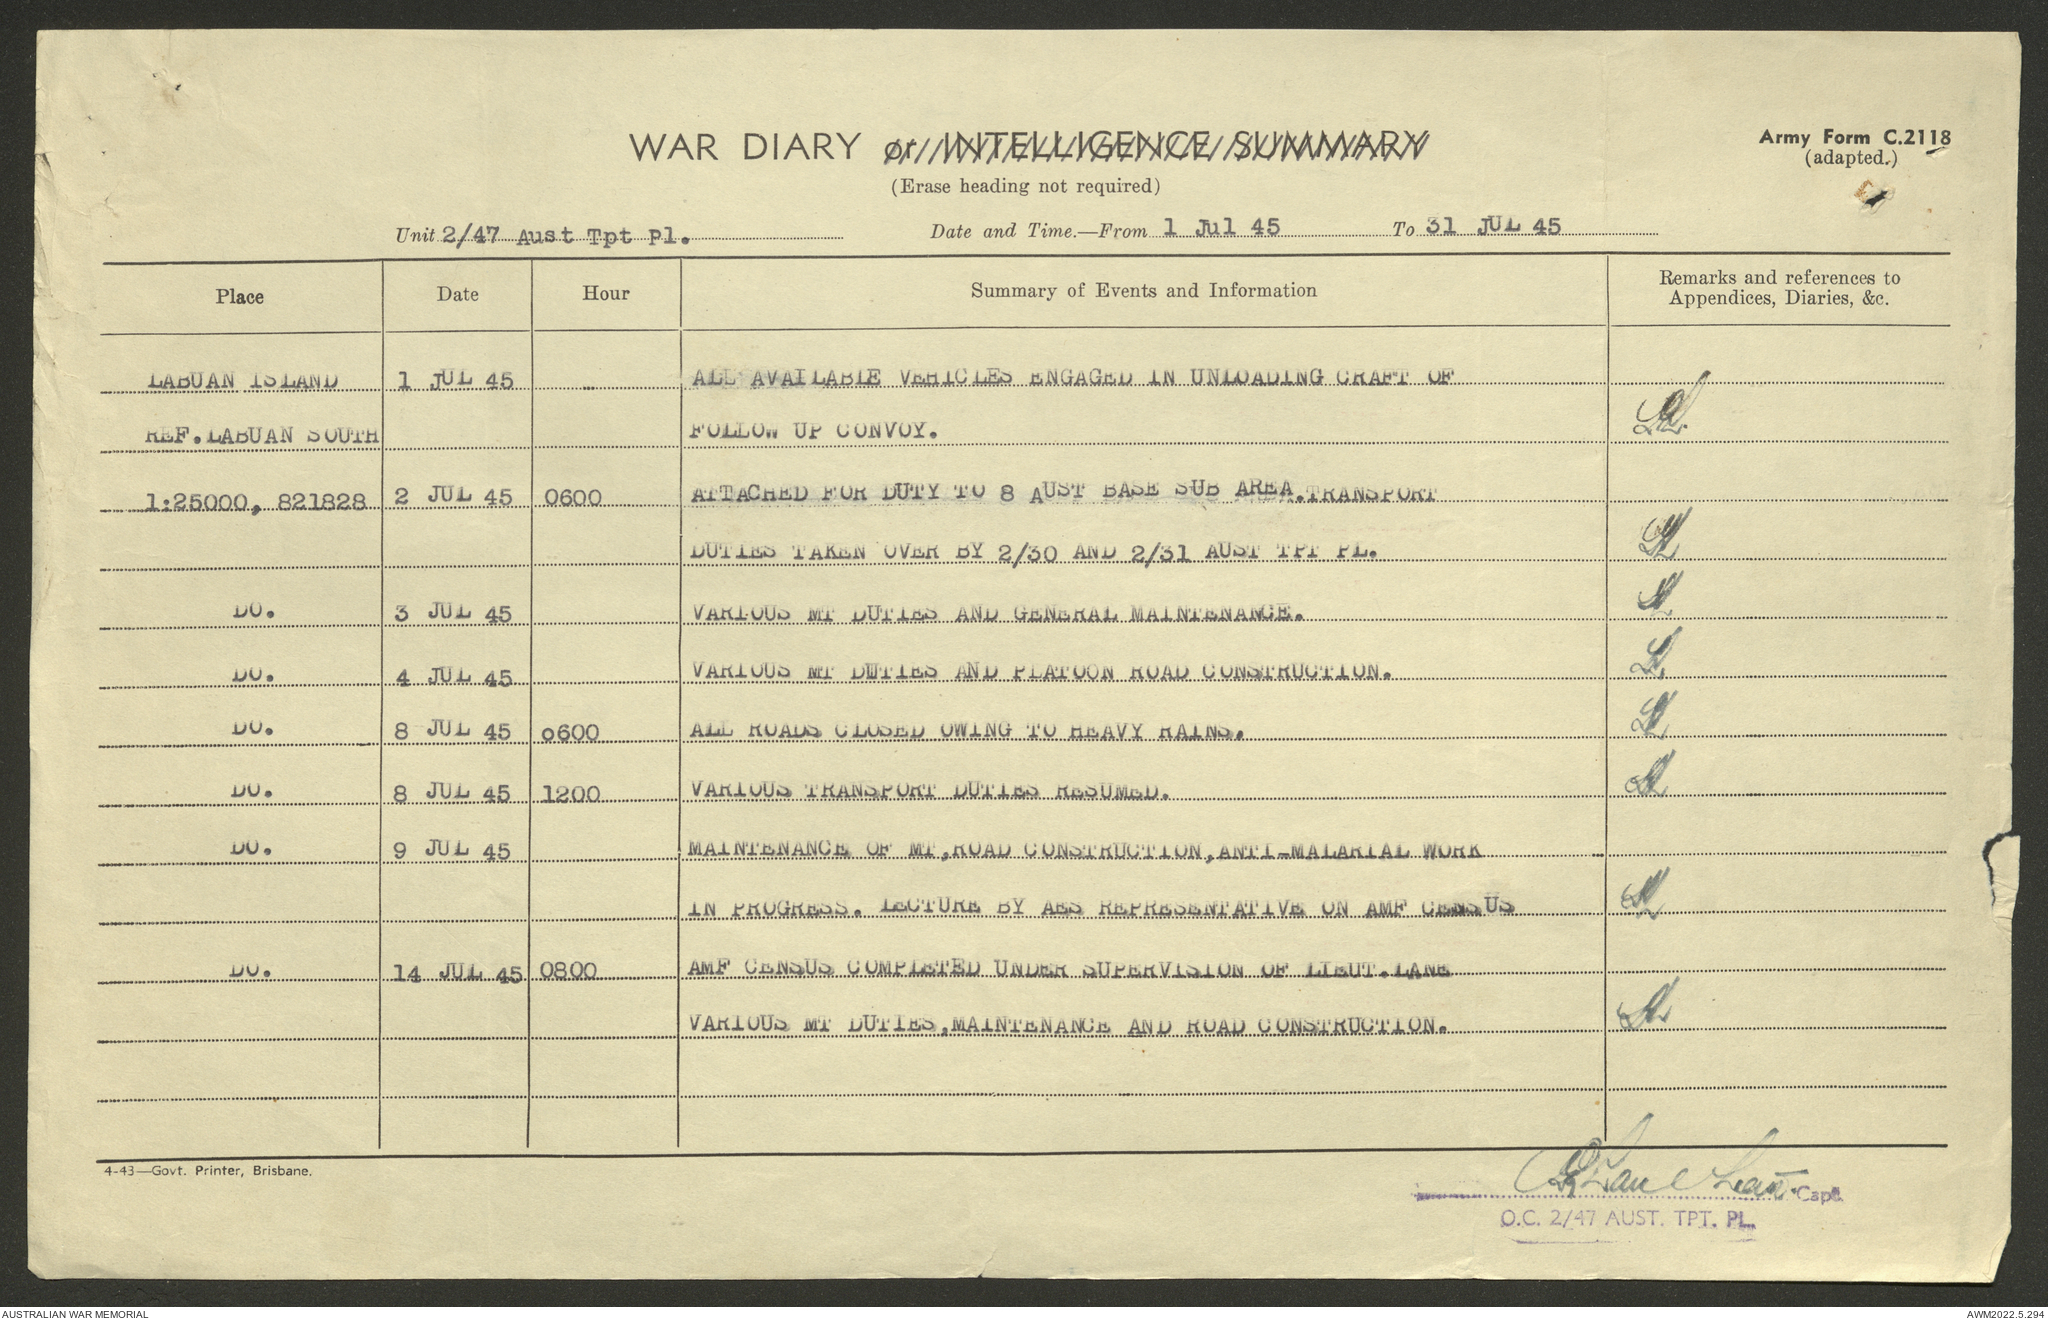 WAR DIARY or INTELLIGENCE SUMMARY
Army Form C.2118
(adapted.)
(Erase heading not required)
Unit 2/47 Aust Tpt Pl. Date and Time.—From 1 Jul 45 To 31 JUL 45
Place Date Hour Summary of Events and Information Remarks and references to
Appendices, Diaries, &c.
LABUAN ISLAND 1 JUL 45 ALL AVAILABLE VEHICLES ENGAGED IN UNLOADING CRAFT OF
REF.LABUAN SOUTH FOLLOW UP CONVOY.
1:25000, 821828 2 JUL 45 0600 ATTACHED FOR DUTY TO 8 AUST BASE SUB AREA.TRANSPORT
DUTIES TAKEN OVER BY 2/30 AND 2/31 AUST TPT PL.
DO. 3 JUL 45 VARIOUS MT DUTIES AND GENERAL MAINTENANCE.
DO. 4 JUL 45 VARIOUS MT DUTIES AND PLATOON ROAD CONSTRUCTION.
DO. 8 JUL 45 o600 ALL ROADS CLOSED OWING TO HEAVY RAINS.
DO. 8 JUL 45 1200 VARIOUS TRANSPORT DUTIES RESUMED.
DO. 9 JUL 45 MAINTENANCE OF MT,ROAD CONSTRUCTION,ANTI-MALARIAL WORK
IN PROGRESS. LECTURE BY AES REPRESENTATIVE ON AMF CENSUS
DO. 14 JUL 45 0800 AMF CENSUS COMPLETED UNDER SUPERVISION OF LIEUT.LANE
VARIOUS MT DUTIES,MAINTENANCE AND ROAD CONSTRUCTION.
4-43—Govt. Printer, Brisbane.
Lane Capt.
O.C. 2/47 AUST. TPT. PL.
AUSTRALIAN WAR MEMORIAL
AWM2022.5.294